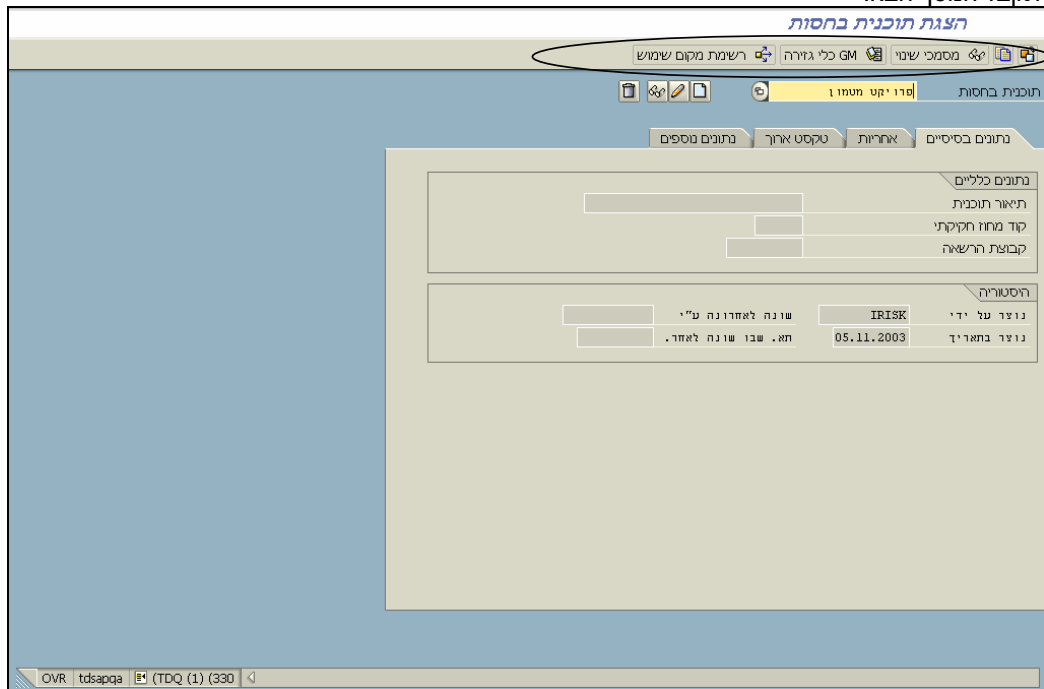 הצגת תוכנית בחסות
מסמכי שינוי GM כלי גזירה רשימת מקום שימוש
תוכנית בחסות פרויקט מטמון
נתונים בסיסיים אחריות טקסט ארוך נתונים נוספים
נתונים כלליים
תיאור תוכנית
קוד מחוז חקיקתי
קבוצת הרשאה
היסטוריה
נוצר על ידי IRISK שונה לאחרונה ע"י
נוצר בתאריך 05.11.2003 תא. שבו שונה לאחר.
OVR tdsapqa (TDQ (1) (330